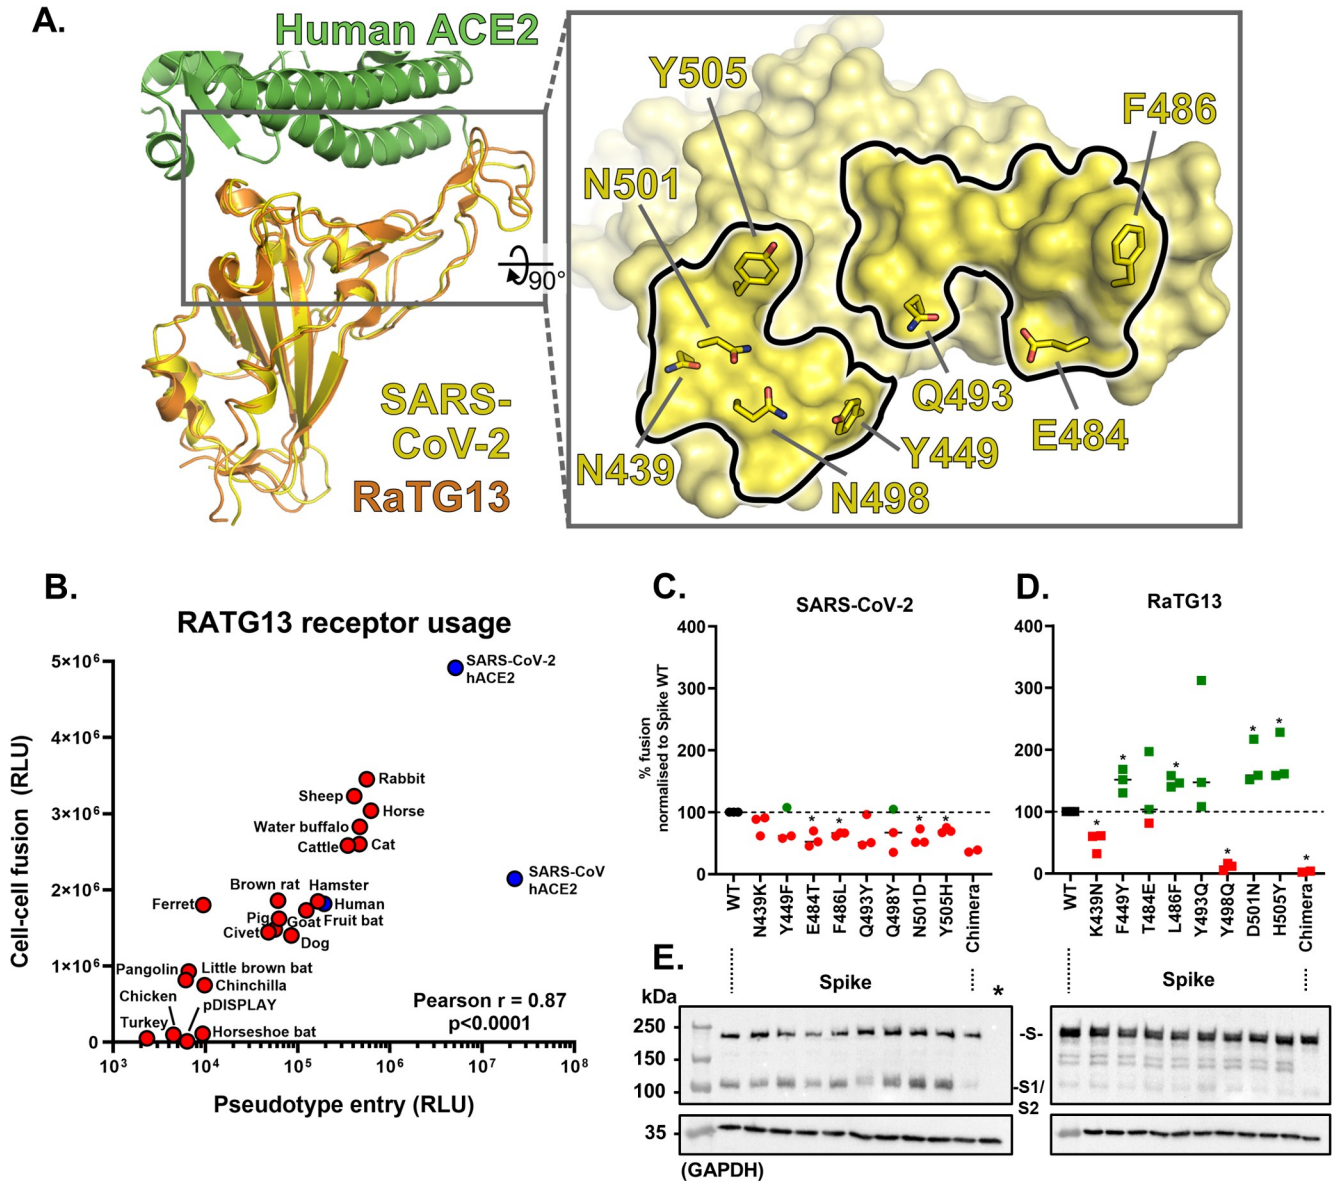 A.
Human ACE2
SARS-
CoV-2
RaTG13
90°
Y505
F486
N501
N439
Q493
E484
Y449
N498
B.
RATG13 receptor usage
Cell-cell fusion (RLU)
5×10⁶
4×10⁶
3×10⁶
2×10⁶
1×10⁶
0
SARS-CoV-2
hACE2
Rabbit
Sheep
Horse
Water buffalo
Cattle
Cat
SARS-CoV
hACE2
Brown rat
Hamster
Ferret
Human
Pig
Goat
Fruit bat
Civet
Dog
Pangolin
Little brown bat
Chinchilla
Chicken
pDISPLAY
Turkey
Horseshoe bat
Pearson r = 0.87
p<0.0001
10³
10⁴
10⁵
10⁶
10⁷
10⁸
Pseudotype entry (RLU)
C.
SARS-CoV-2
% fusion
normalised to Spike WT
400
300
200
100
0
* * * *
WT
N439K
Y449F
E484T
F486L
Q493Y
Q498Y
N501D
Y505H
Chimera
D.
RaTG13
400
300
200
100
0
* * * * * * *
WT
K439N
F449Y
T484E
L486F
Y493Q
Y498Q
D501N
H505Y
Chimera
E.
Spike
*
Spike
kDa
250
150
100
35
(GAPDH)
-S-
-S1/
S2